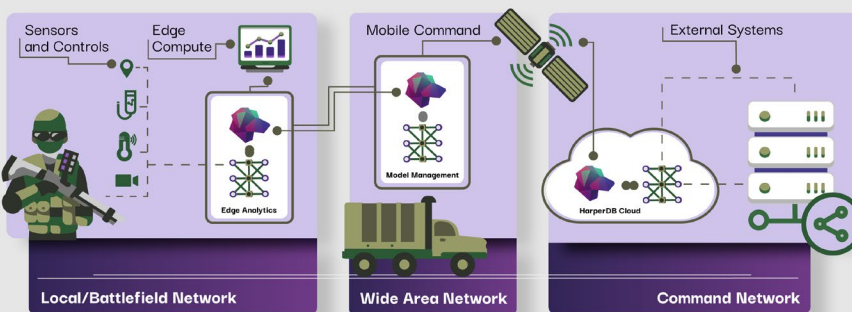 Sensors
and Controls
Edge
Compute
Edge Analytics
Local/Battlefield Network
Mobile Command
Model Management
Wide Area Network
External Systems
HarperDB Cloud
Command Network